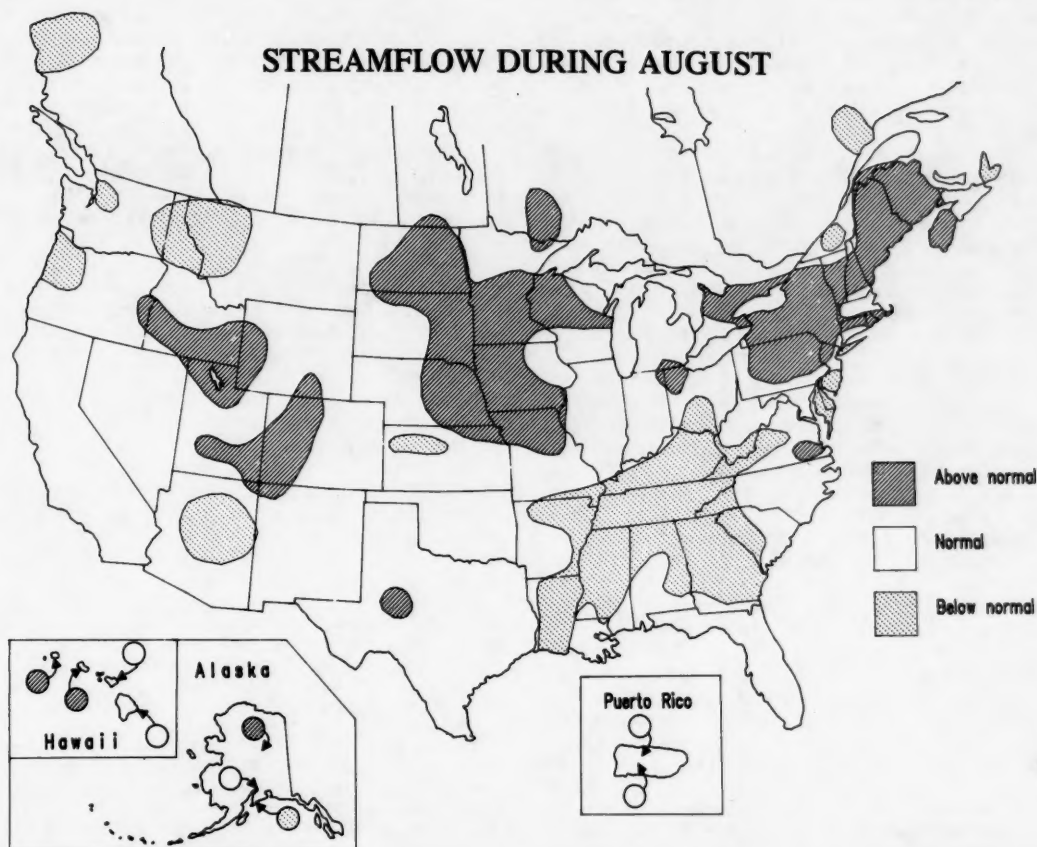 STREAMFLOW DURING AUGUST
Above normal
Normal
Below normal
Alaska
Hawaii
Puerto Rico